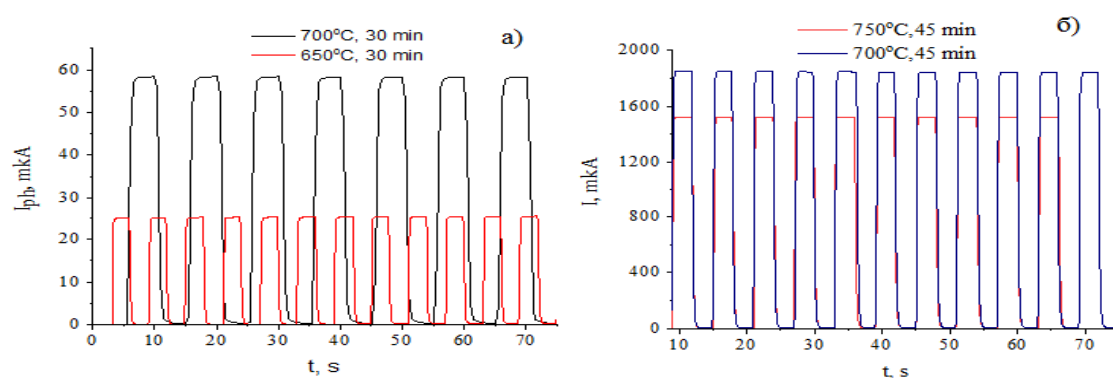 700°C, 30 min
650°C, 30 min
а)
60
50
40
30
20
10
0
Iph, mkA
0 10 20 30 40 50 60 70
t, s
750°C,45 min
700°C,45 min
б)
2000
1600
1200
800
400
0
I, mkA
10 20 30 40 50 60 70
t, s